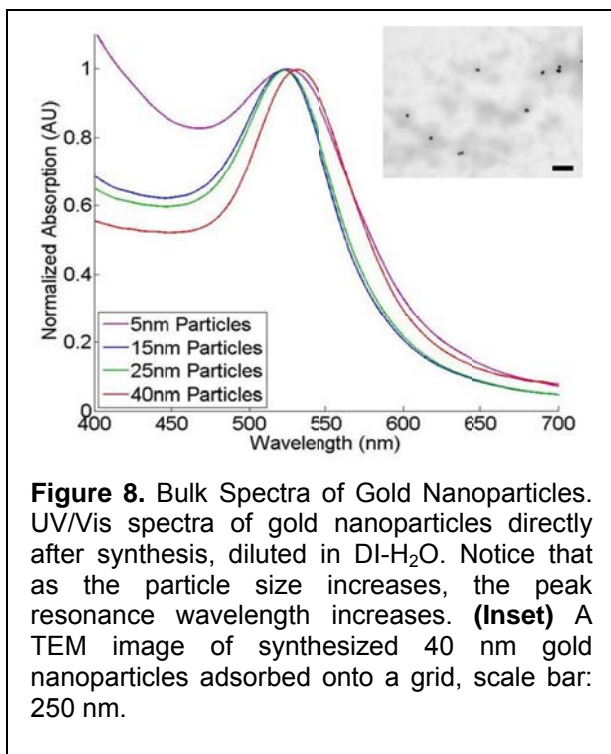 1
0.8
0.6
0.4
0.2
0
Normalized Absorption (AU)
5nm Particles
15nm Particles
25nm Particles
40nm Particles
400 450 500 550 600 650 700
Wavelength (nm)
Figure 8. Bulk Spectra of Gold Nanoparticles.
UV/Vis spectra of gold nanoparticles directly
after synthesis, diluted in DI-H₂O. Notice that
as the particle size increases, the peak
resonance wavelength increases. (Inset) A
TEM image of synthesized 40 nm gold
nanoparticles adsorbed onto a grid, scale bar:
250 nm.